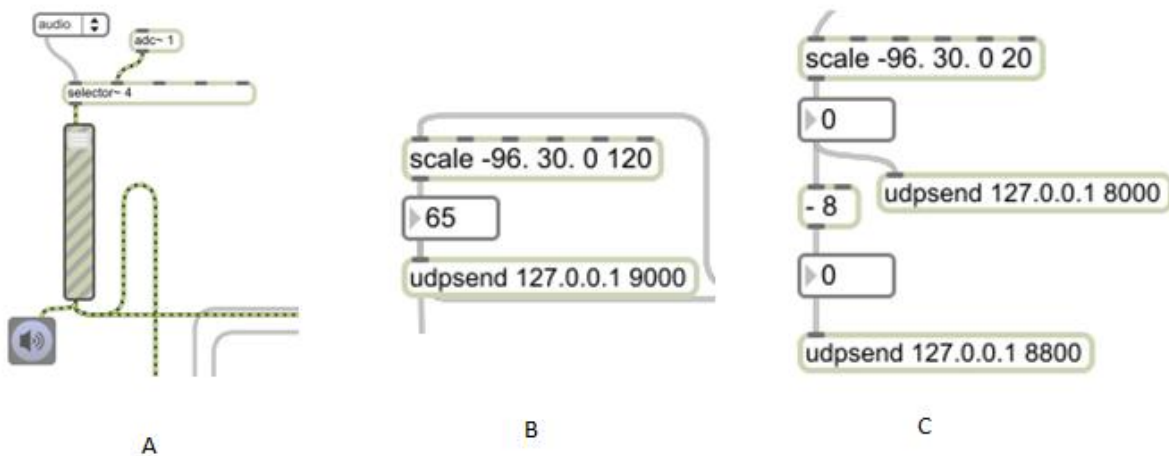 audio
adc~ 1
selector~ 4
scale -96. 30. 0 120
65
udpsend 127.0.0.1 9000
scale -96. 30. 0 20
0
udpsend 127.0.0.1 8000
- 8
0
udpsend 127.0.0.1 8800
A
B
C